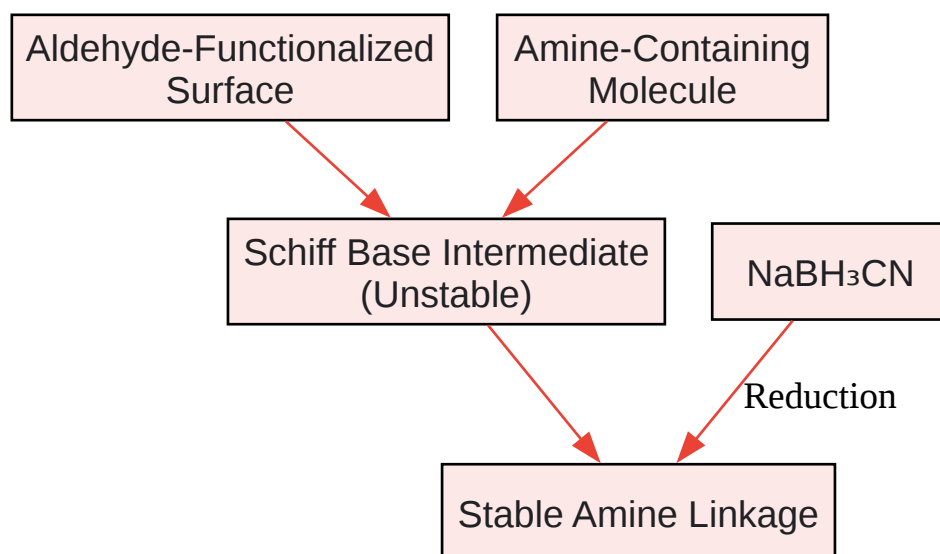 Aldehyde-Functionalized
Surface
Amine-Containing
Molecule
Schiff Base Intermediate
(Unstable)
NaBH₃CN
Reduction
Stable Amine Linkage